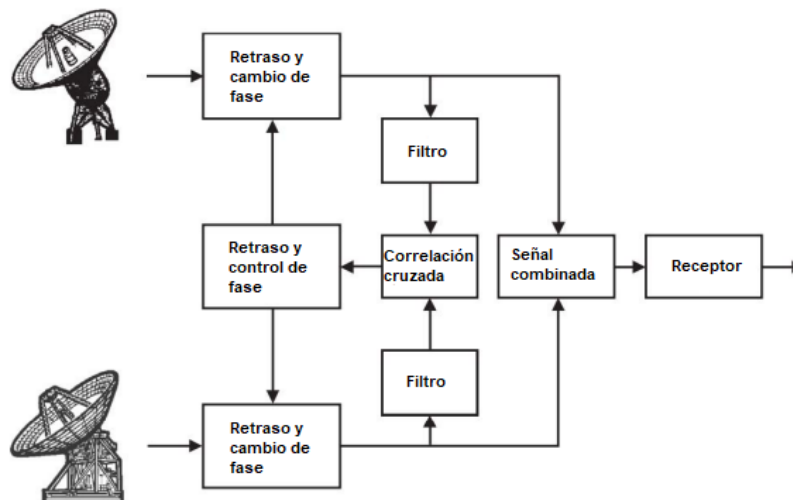 Retraso y
cambio de
fase
Filtro
Retraso y
control de
fase
Correlación
cruzada
Señal
combinada
Receptor
Filtro
Retraso y
cambio de
fase